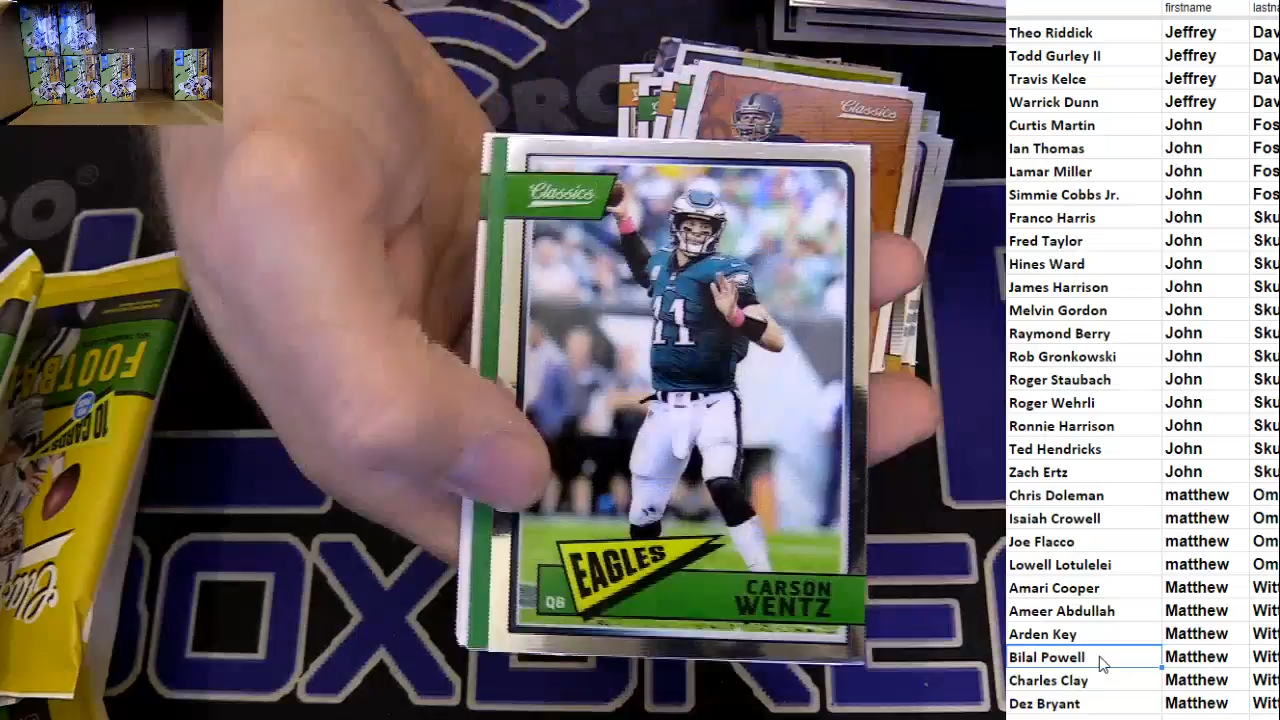 PRO
PRO
Classics
Classics
11
EAGLES
QB
CARSON
WENTZ
FOOTBA
10 CARDS
BOXBRE
firstname lastn
Theo Riddick Jeffrey Dav
Todd Gurley II Jeffrey Dav
Travis Kelce Jeffrey Dav
Warrick Dunn Jeffrey Dav
Curtis Martin John Fos
Ian Thomas John Fos
Lamar Miller John Fos
Simmie Cobbs Jr. John Fos
Franco Harris John Sku
Fred Taylor John Sku
Hines Ward John Sku
James Harrison John Sku
Melvin Gordon John Sku
Raymond Berry John Sku
Rob Gronkowski John Sku
Roger Staubach John Sku
Roger Wehrli John Sku
Ronnie Harrison John Sku
Ted Hendricks John Sku
Zach Ertz John Sku
Chris Doleman matthew Om
Isaiah Crowell matthew Om
Joe Flacco matthew Om
Lowell Lotulelei matthew Om
Amari Cooper Matthew Wit
Ameer Abdullah Matthew Wit
Arden Key Matthew Wit
Bilal Powell Matthew Wit
Charles Clay Matthew Wit
Dez Bryant Matthew Wit